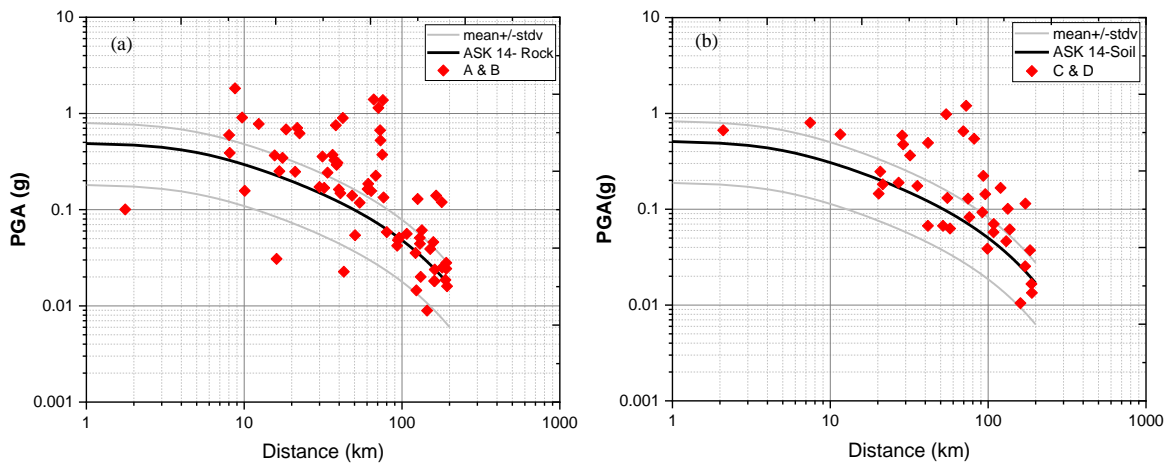 (a)
mean+/-stdv
ASK 14- Rock
A & B
PGA (g)
10
1
0.1
0.01
0.001
1
10
100
1000
Distance (km)
(b)
mean+/-stdv
ASK 14-Soil
C & D
PGA(g)
10
1
0.1
0.01
0.001
1
10
100
1000
Distance (km)